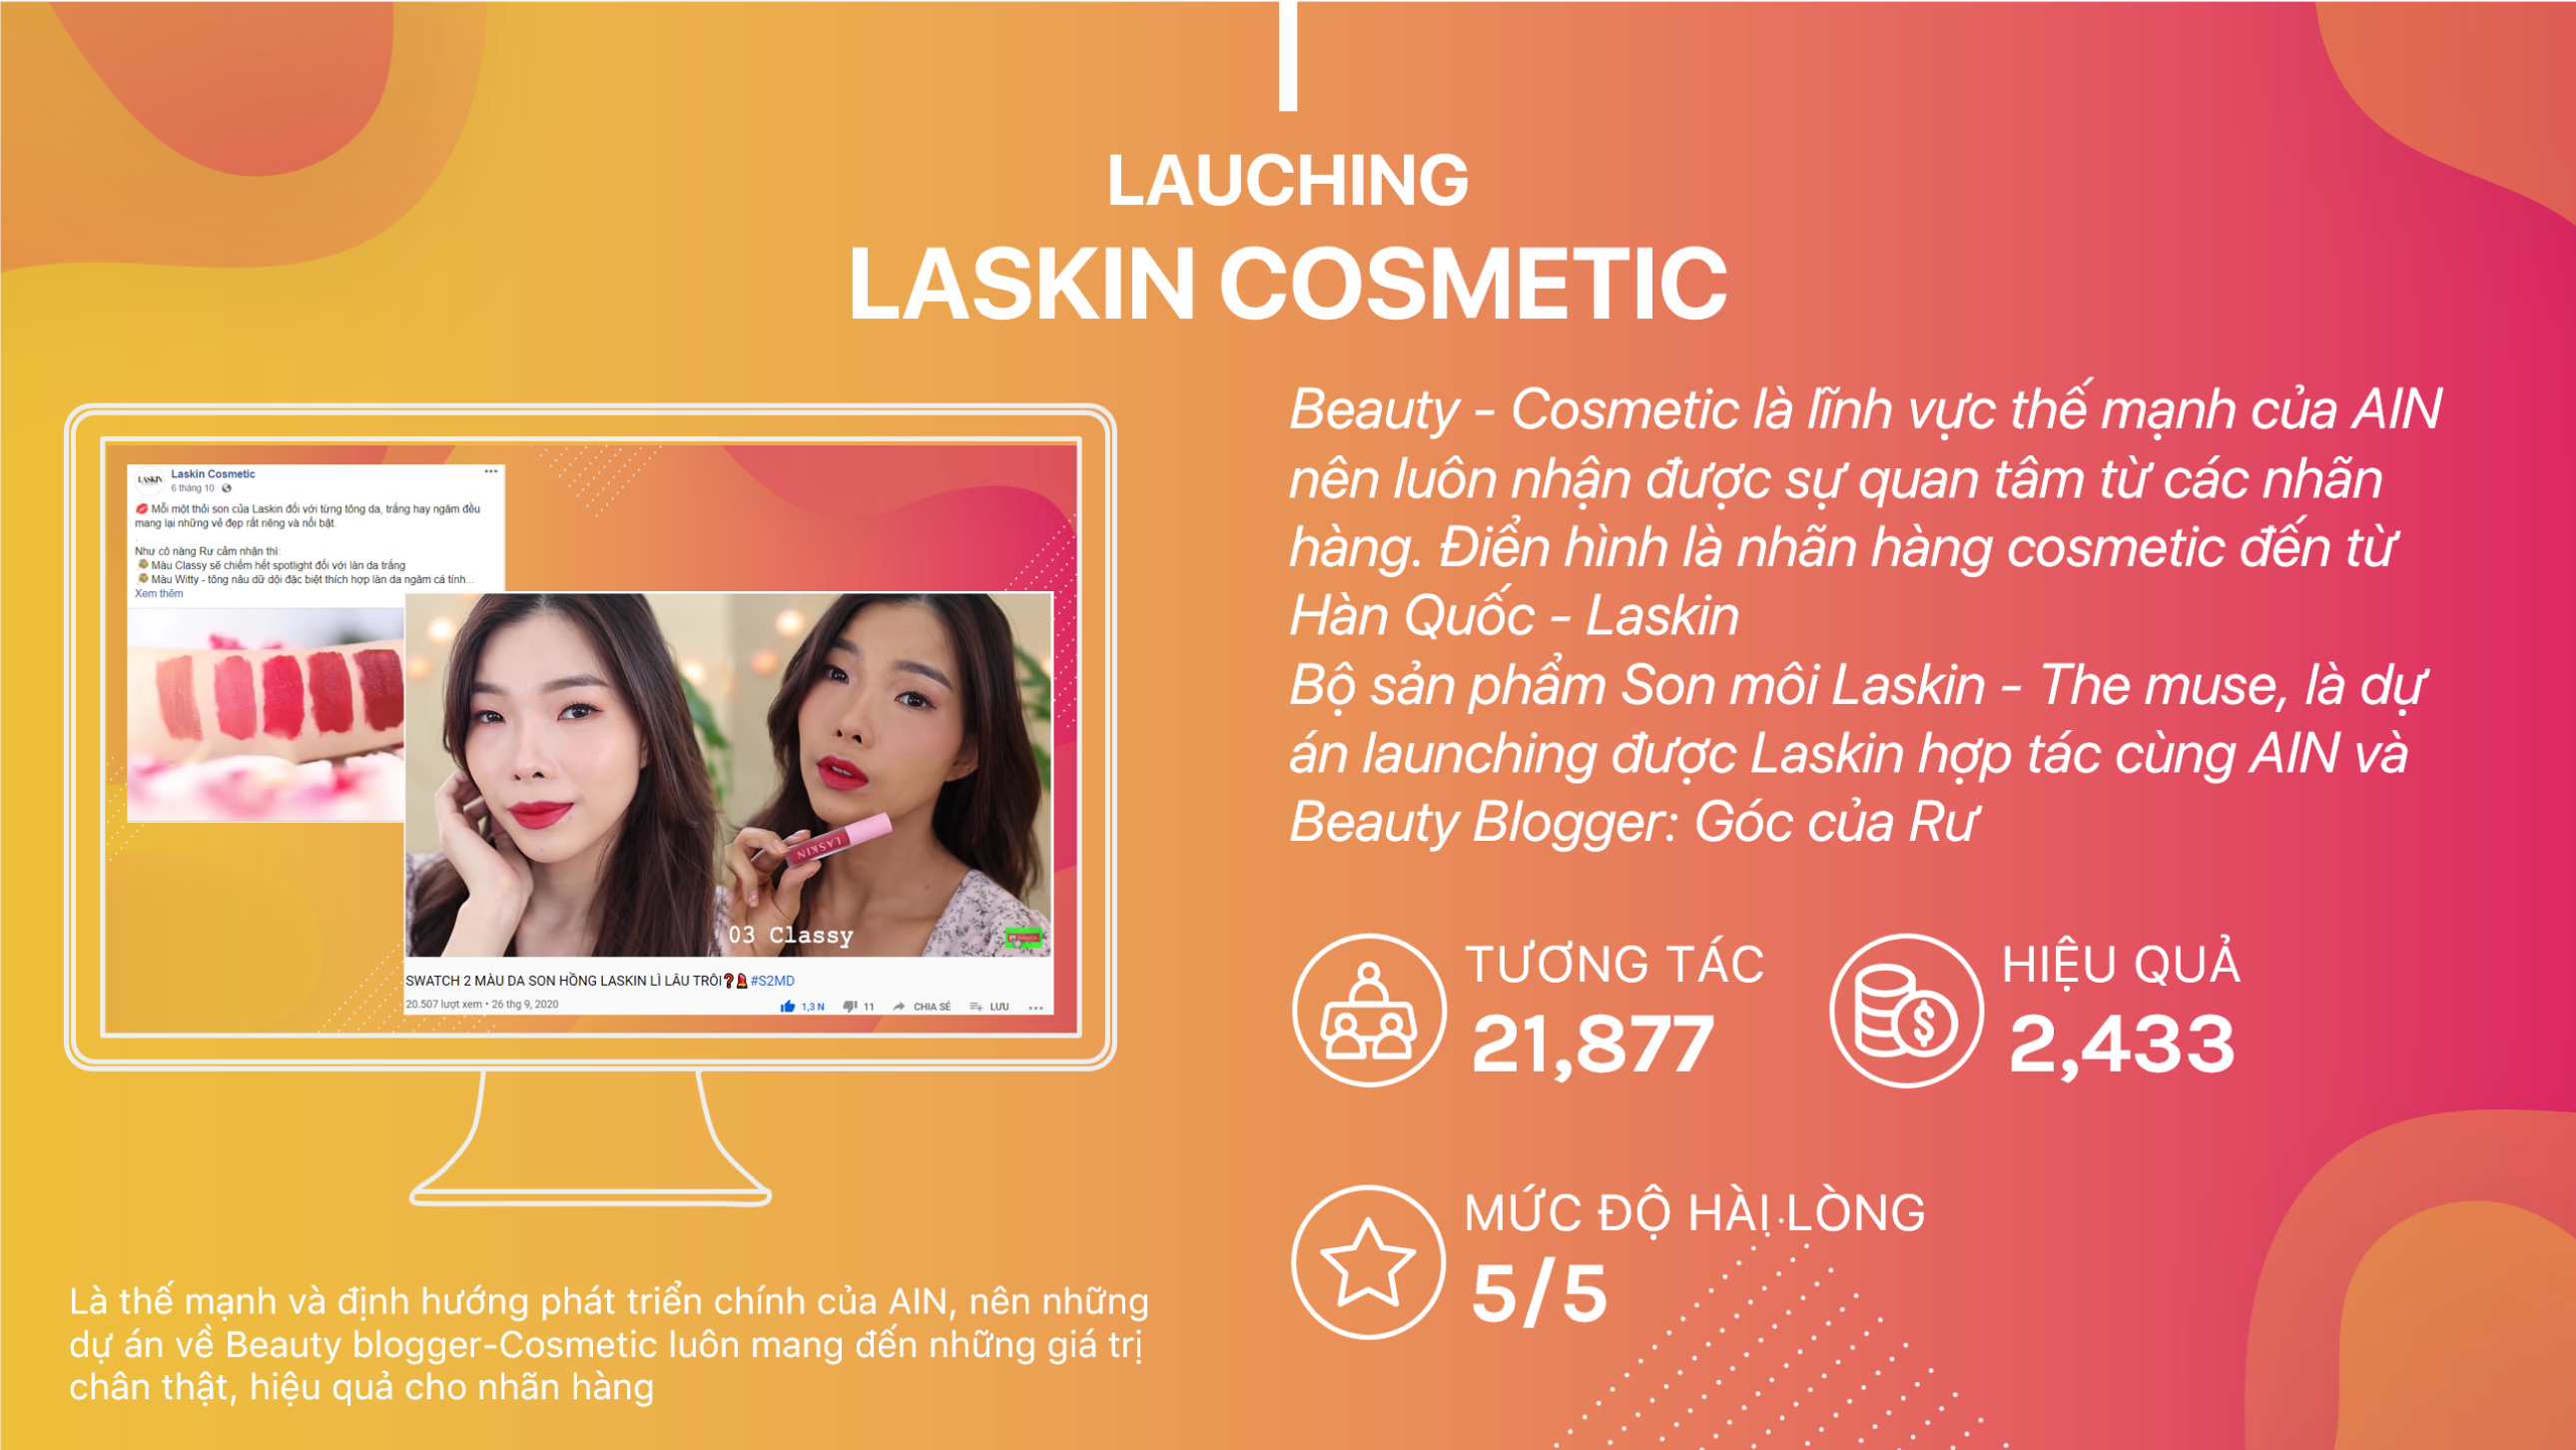 LAUCHING
LASKIN COSMETIC
Beauty - Cosmetic là lĩnh vực thế mạnh của AIN
nên luôn nhận được sự quan tâm từ các nhãn
hàng. Điển hình là nhãn hàng cosmetic đến từ
Hàn Quốc - Laskin
Bộ sản phẩm Son môi Laskin - The muse, là dự
án launching được Laskin hợp tác cùng AIN và
Beauty Blogger: Góc của Rư
LASKIN
Laskin Cosmetic
6 tháng 10
Mỗi một thỏi son của Laskin đối với từng tông da, trắng hay ngăm đều
mang lại những vẻ đẹp rất riêng và nổi bật.
.
Như cô nàng Rư cảm nhận thì:
Màu Classy sẽ chiếm hết spotlight đối với làn da trắng
Màu Witty - tông nâu dữ dội đặc biệt thích hợp làn da ngăm cá tính...
Xem thêm
LASKIN
03 Classy
SWATCH 2 MÀU DA SON HỒNG LASKIN LÌ LÂU TRÔI❓💄 #S2MD
20.507 lượt xem • 26 thg 9, 2020
1,3 N 11 CHIA SẺ LƯU ...
TƯƠNG TÁC
21,877
HIỆU QUẢ
2,433
MỨC ĐỘ HÀI LÒNG
5/5
Là thế mạnh và định hướng phát triển chính của AIN, nên những
dự án về Beauty blogger-Cosmetic luôn mang đến những giá trị
chân thật, hiệu quả cho nhãn hàng